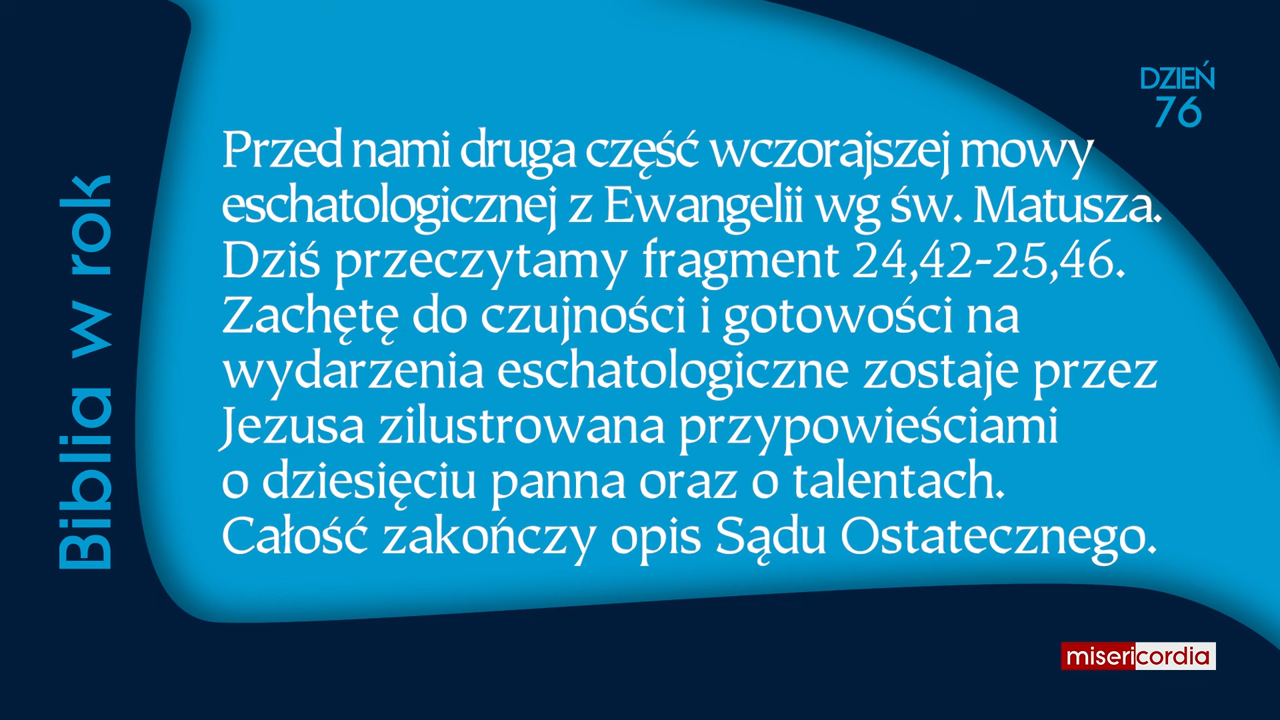 Biblia w rok
DZIEŃ
76
Przed nami druga część wczorajszej mowy
eschatologicznej z Ewangelii wg św. Matusza.
Dziś przeczytamy fragment 24,42-25,46.
Zachętę do czujności i gotowości na
wydarzenia eschatologiczne zostaje przez
Jezusa zilustrowana przypowieściami
o dziesięciu panna oraz o talentach.
Całość zakończy opis Sądu Ostatecznego.
misericordia